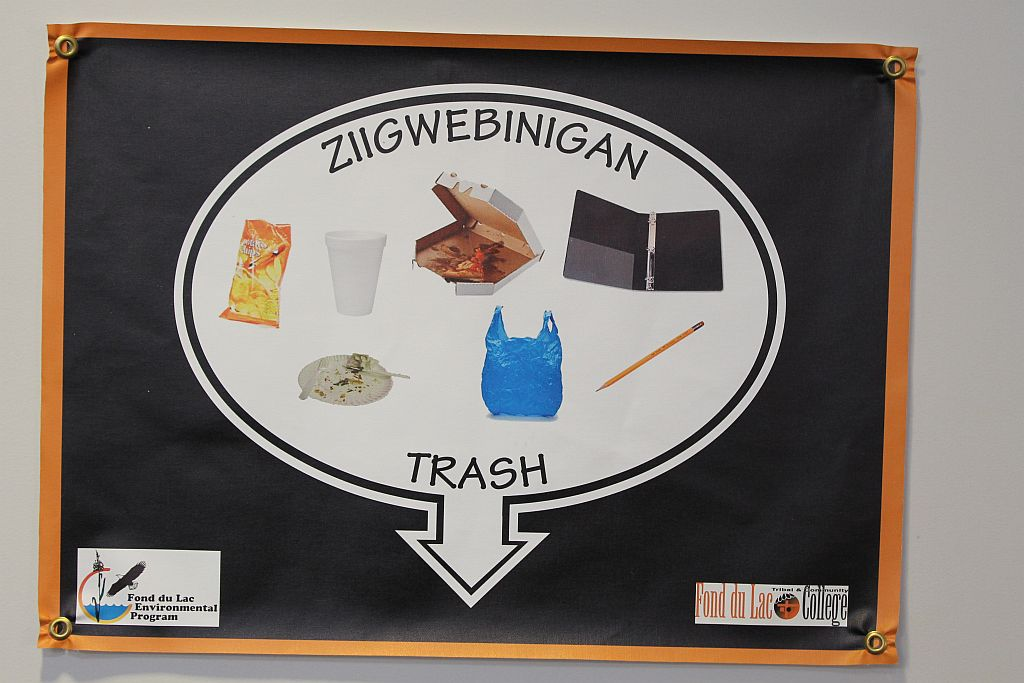 ZIIGWEBINIGAN
TRASH
Fond du Lac
Environmental
Program
Tribal & Community
Fond du Lac College